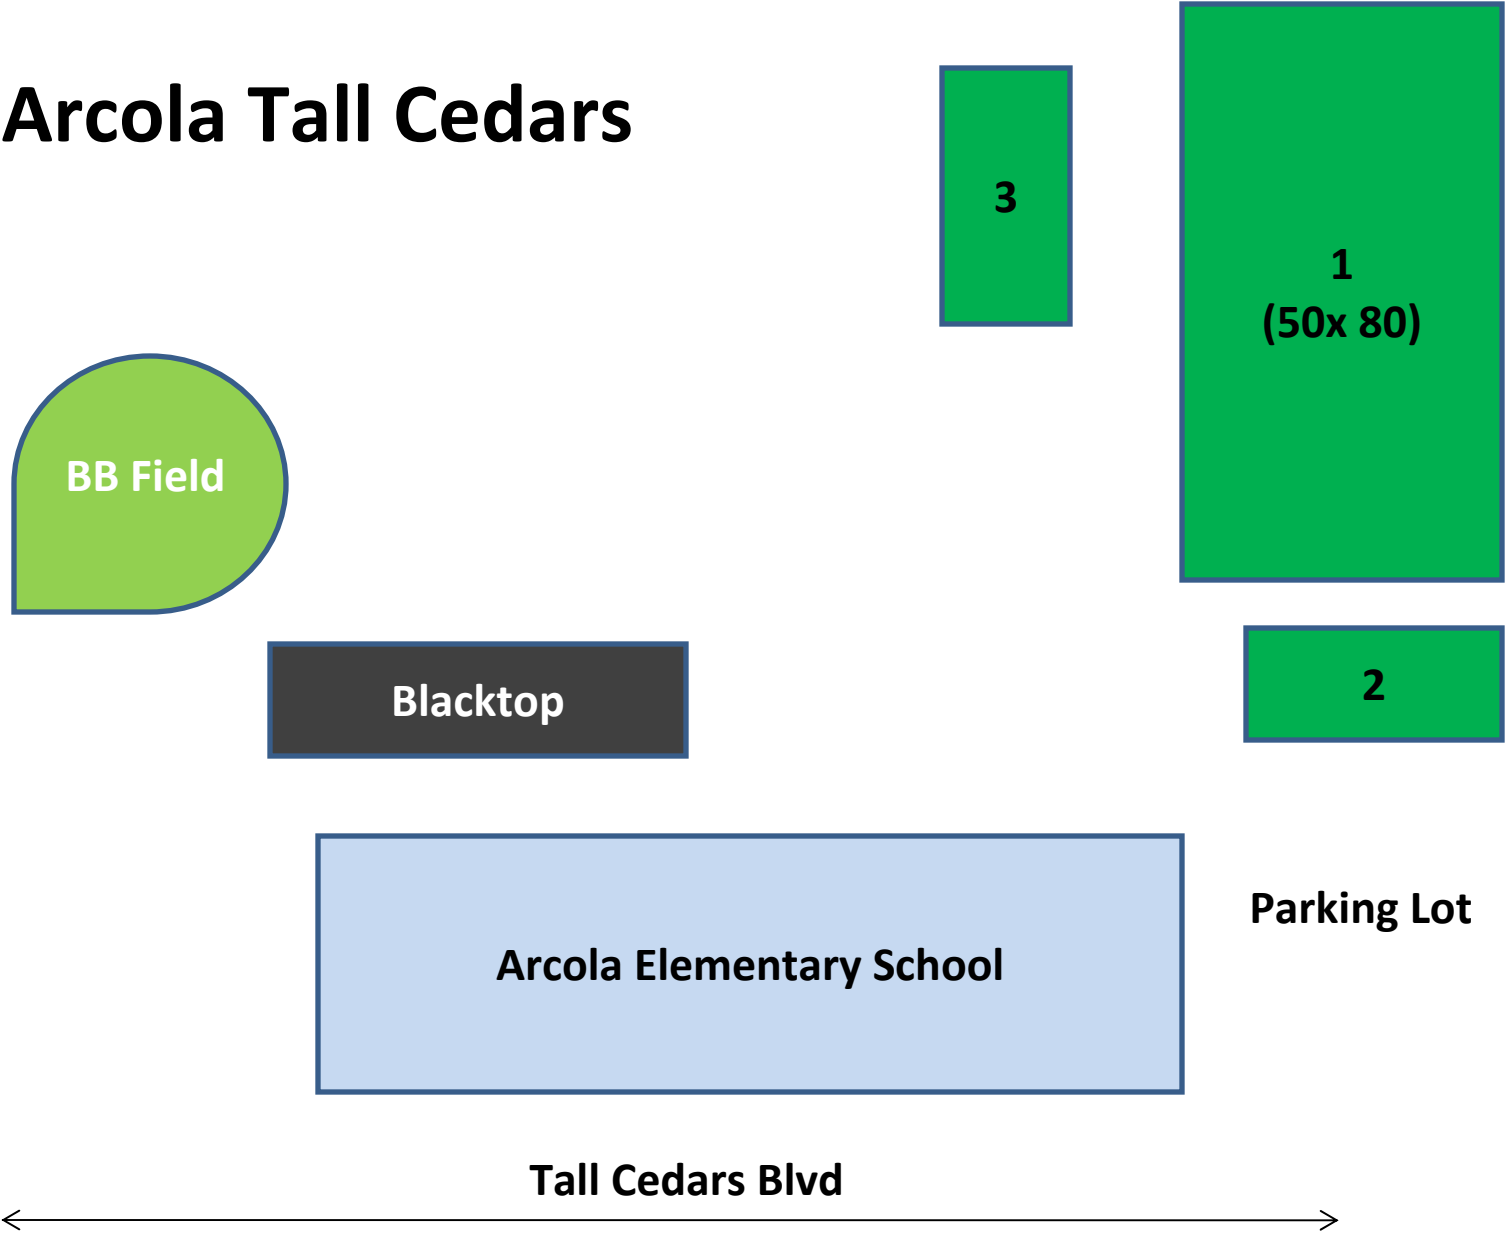 Arcola Tall Cedars
3
1
(50x 80)
BB Field
2
Blacktop
Parking Lot
Arcola Elementary School
Tall Cedars Blvd